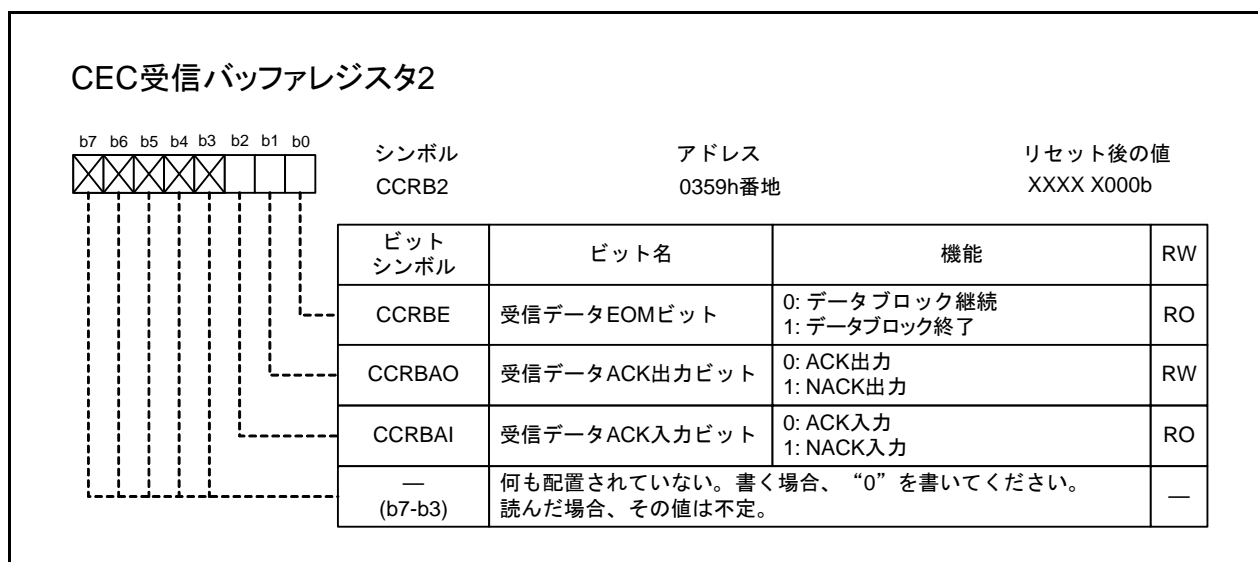 CEC受信バッファレジスタ2
b7 b6 b5 b4 b3 b2 b1 b0
シンボル アドレス リセット後の値
CCRB2 0359h番地 XXXX X000b
ビット
シンボル
ビット名 機能 RW
CCRBE 受信データEOMビット
0: データブロック継続
1: データブロック終了
RO
CCRBAO 受信データACK出力ビット
0: ACK出力
1: NACK出力
RW
CCRBAI 受信データACK入力ビット
0: ACK入力
1: NACK入力
RO
—
(b7-b3)
何も配置されていない。書く場合、“0”を書いてください。
読んだ場合、その値は不定。
—